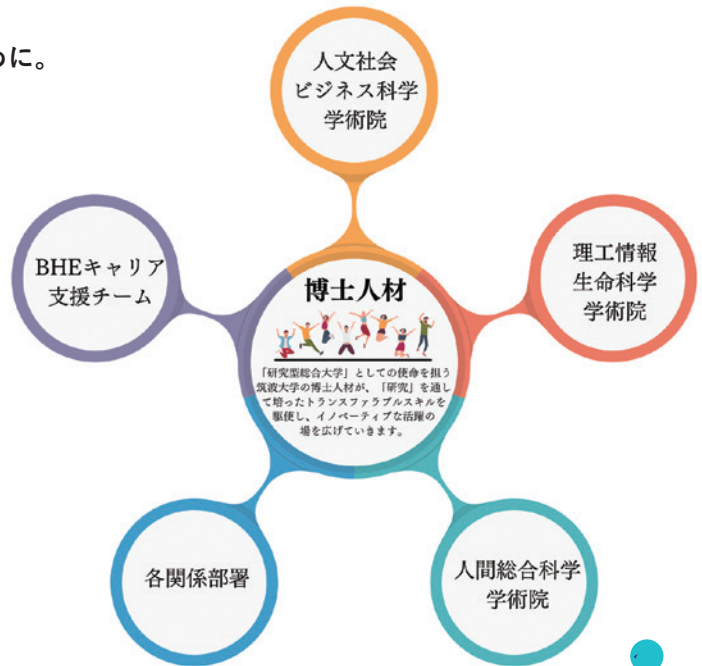 に。
人文社会
ビジネス科学
学術院
BHEキャリア
支援チーム
理工情報
生命科学
学術院
博士人材
「研究型総合大学」としての使命を担う
筑波大学の博士人材が、「研究」を通し
て培ったトランスファラブルスキルを
駆使し、イノベーティブな活躍の
場を広げていきます。
各関係部署
人間総合科学
学術院